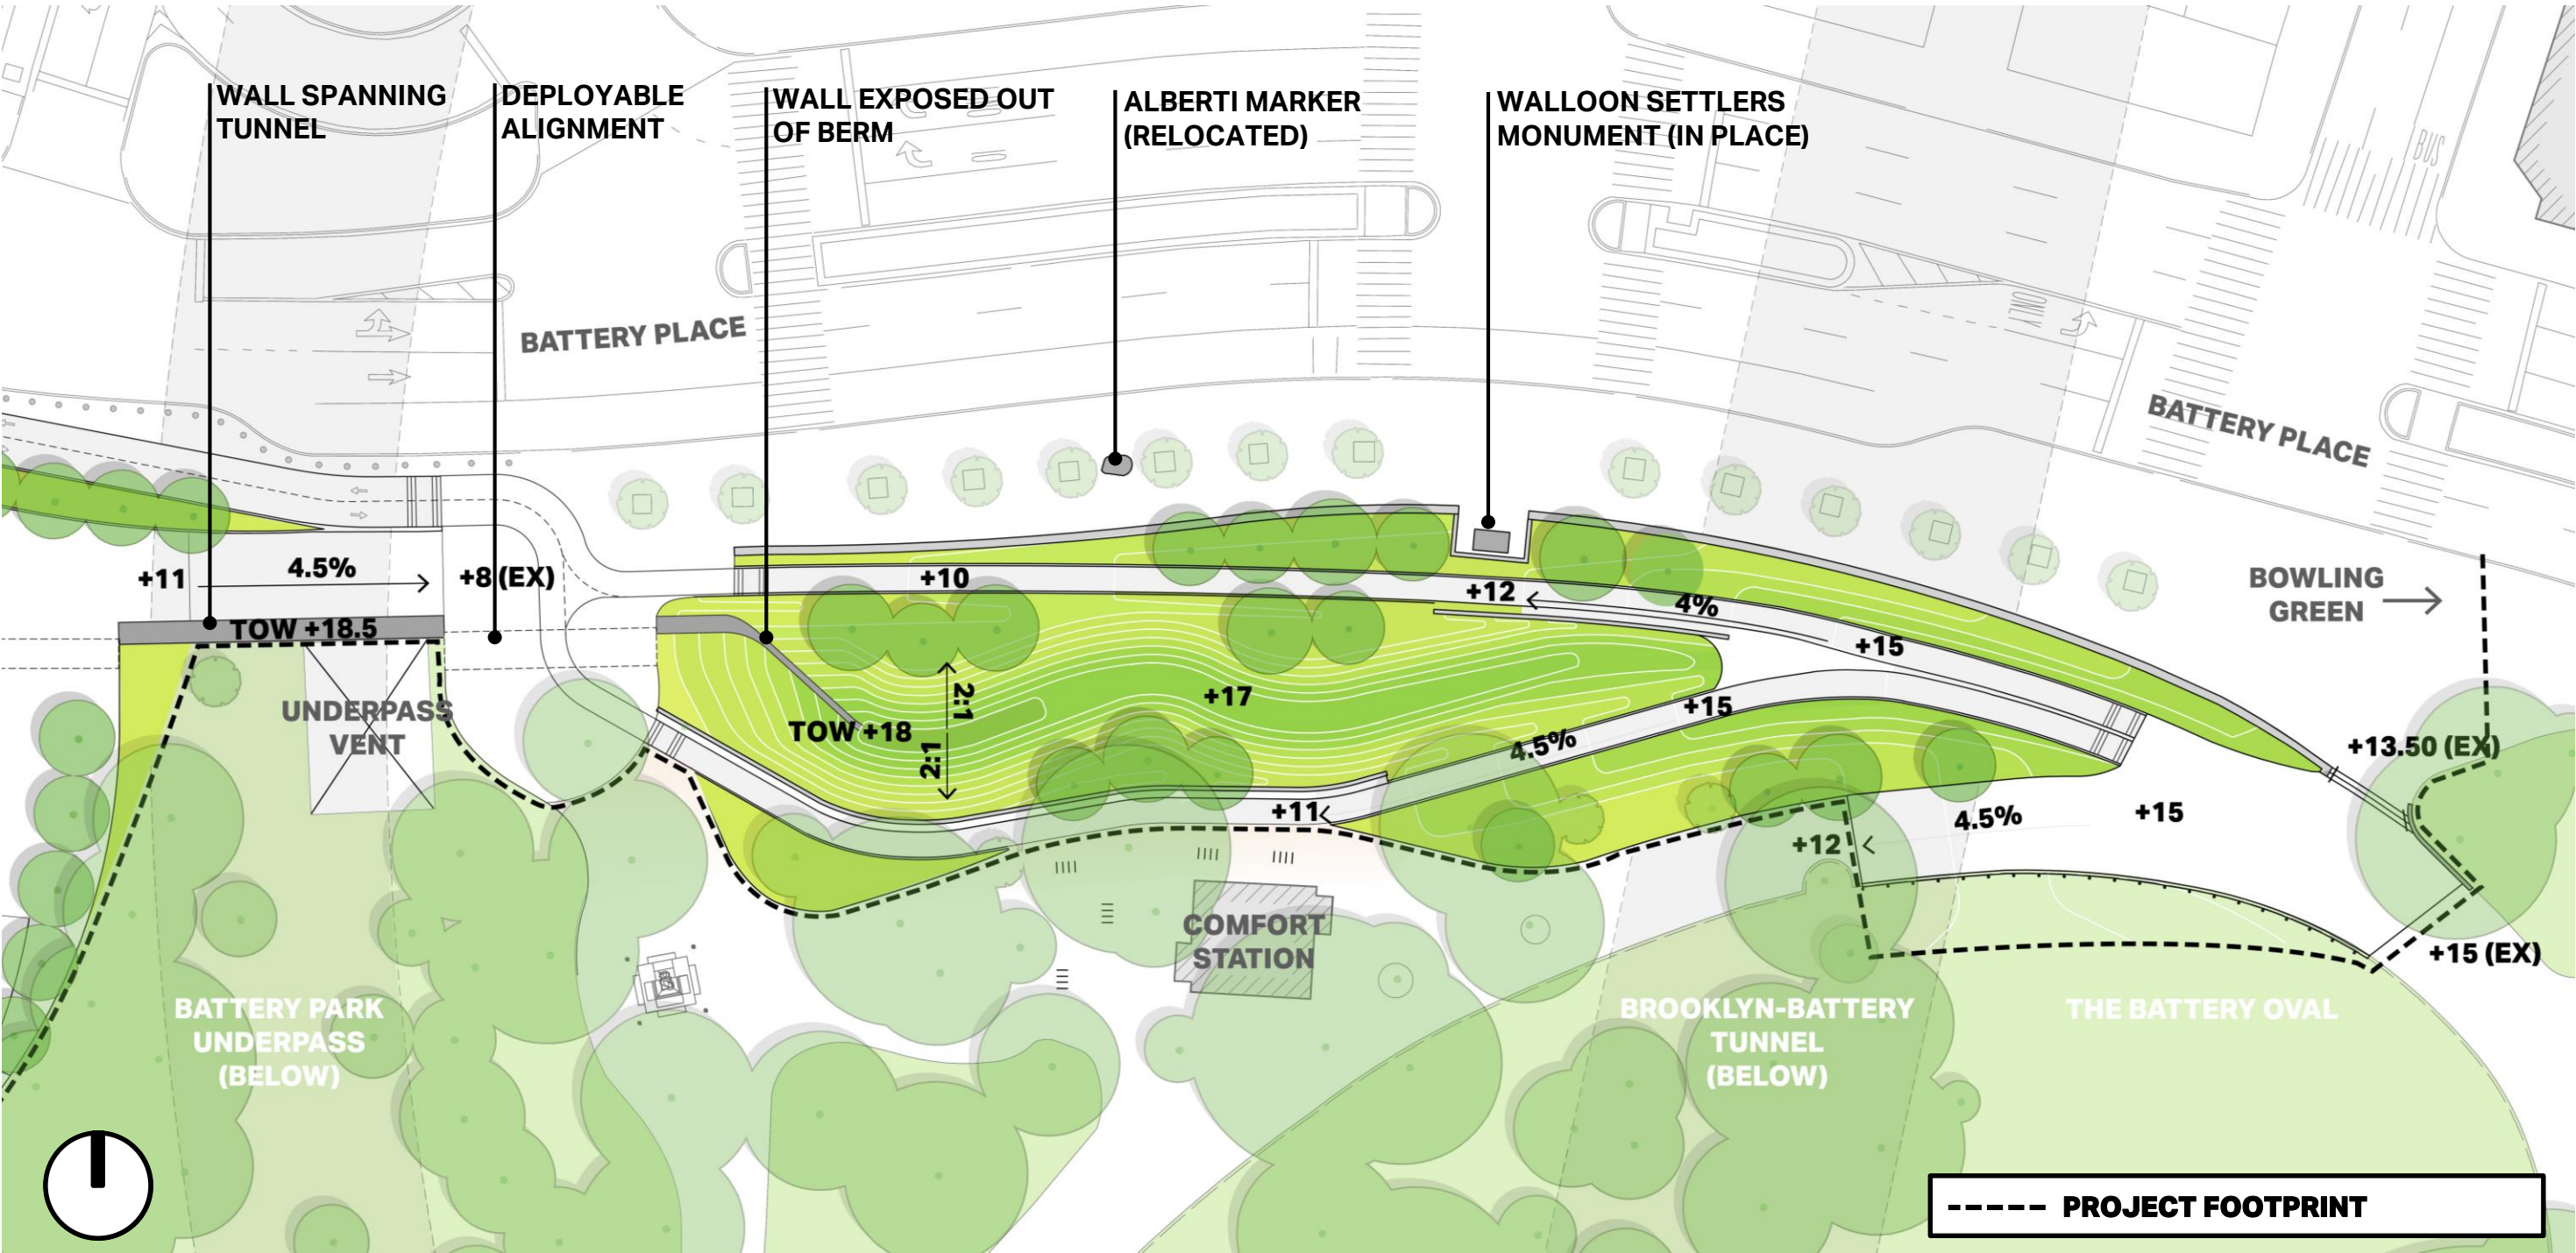 WALL SPANNING
TUNNEL
DEPLOYABLE
ALIGNMENT
WALL EXPOSED OUT
OF BERM
ALBERTI MARKER
(RELOCATED)
WALLOON SETTLERS
MONUMENT (IN PLACE)
BUS
BATTERY PLACE
BATTERY PLACE
+11
4.5%
+8 (EX)
+10
+12
4%
+15
BOWLING
GREEN
TOW +18.5
UNDERPASS
VENT
TOW +18
2:1
2:1
+17
+15
4.5%
+11
+13.50 (EX)
+12
4.5%
+15
COMFORT
STATION
+15 (EX)
BATTERY PARK
UNDERPASS
(BELOW)
BROOKLYN-BATTERY
TUNNEL
(BELOW)
THE BATTERY OVAL
PROJECT FOOTPRINT